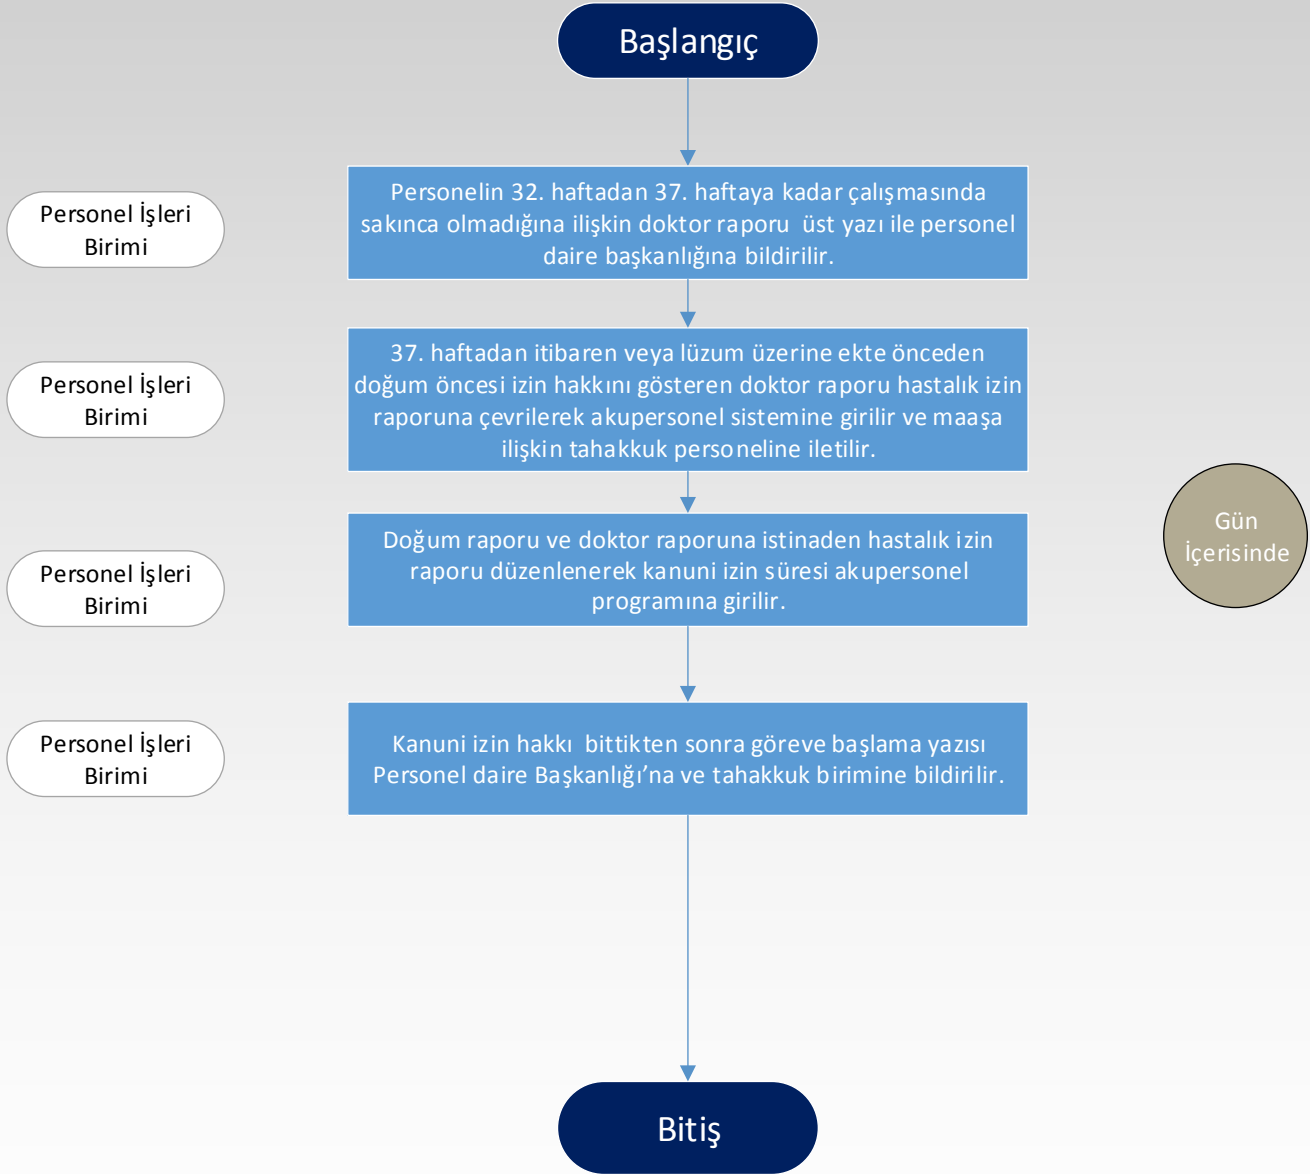 Başlangıç
Personel İşleri
Birimi
Personelin 32. haftadan 37. haftaya kadar çalışmasında
sakınca olmadığına ilişkin doktor raporu üst yazı ile personel
daire başkanlığına bildirilir.
Personel İşleri
Birimi
37. haftadan itibaren veya lüzum üzerine ekte önceden
doğum öncesi izin hakkını gösteren doktor raporu hastalık izin
raporuna çevrilerek akupersonel sistemine girilir ve maaşa
ilişkin tahakkuk personeline iletilir.
Gün
İçerisinde
Personel İşleri
Birimi
Doğum raporu ve doktor raporuna istinaden hastalık izin
raporu düzenlenerek kanuni izin süresi akupersonel
programına girilir.
Personel İşleri
Birimi
Kanuni izin hakkı bittikten sonra göreve başlama yazısı
Personel daire Başkanlığı’na ve tahakkuk birimine bildirilir.
Bitiş